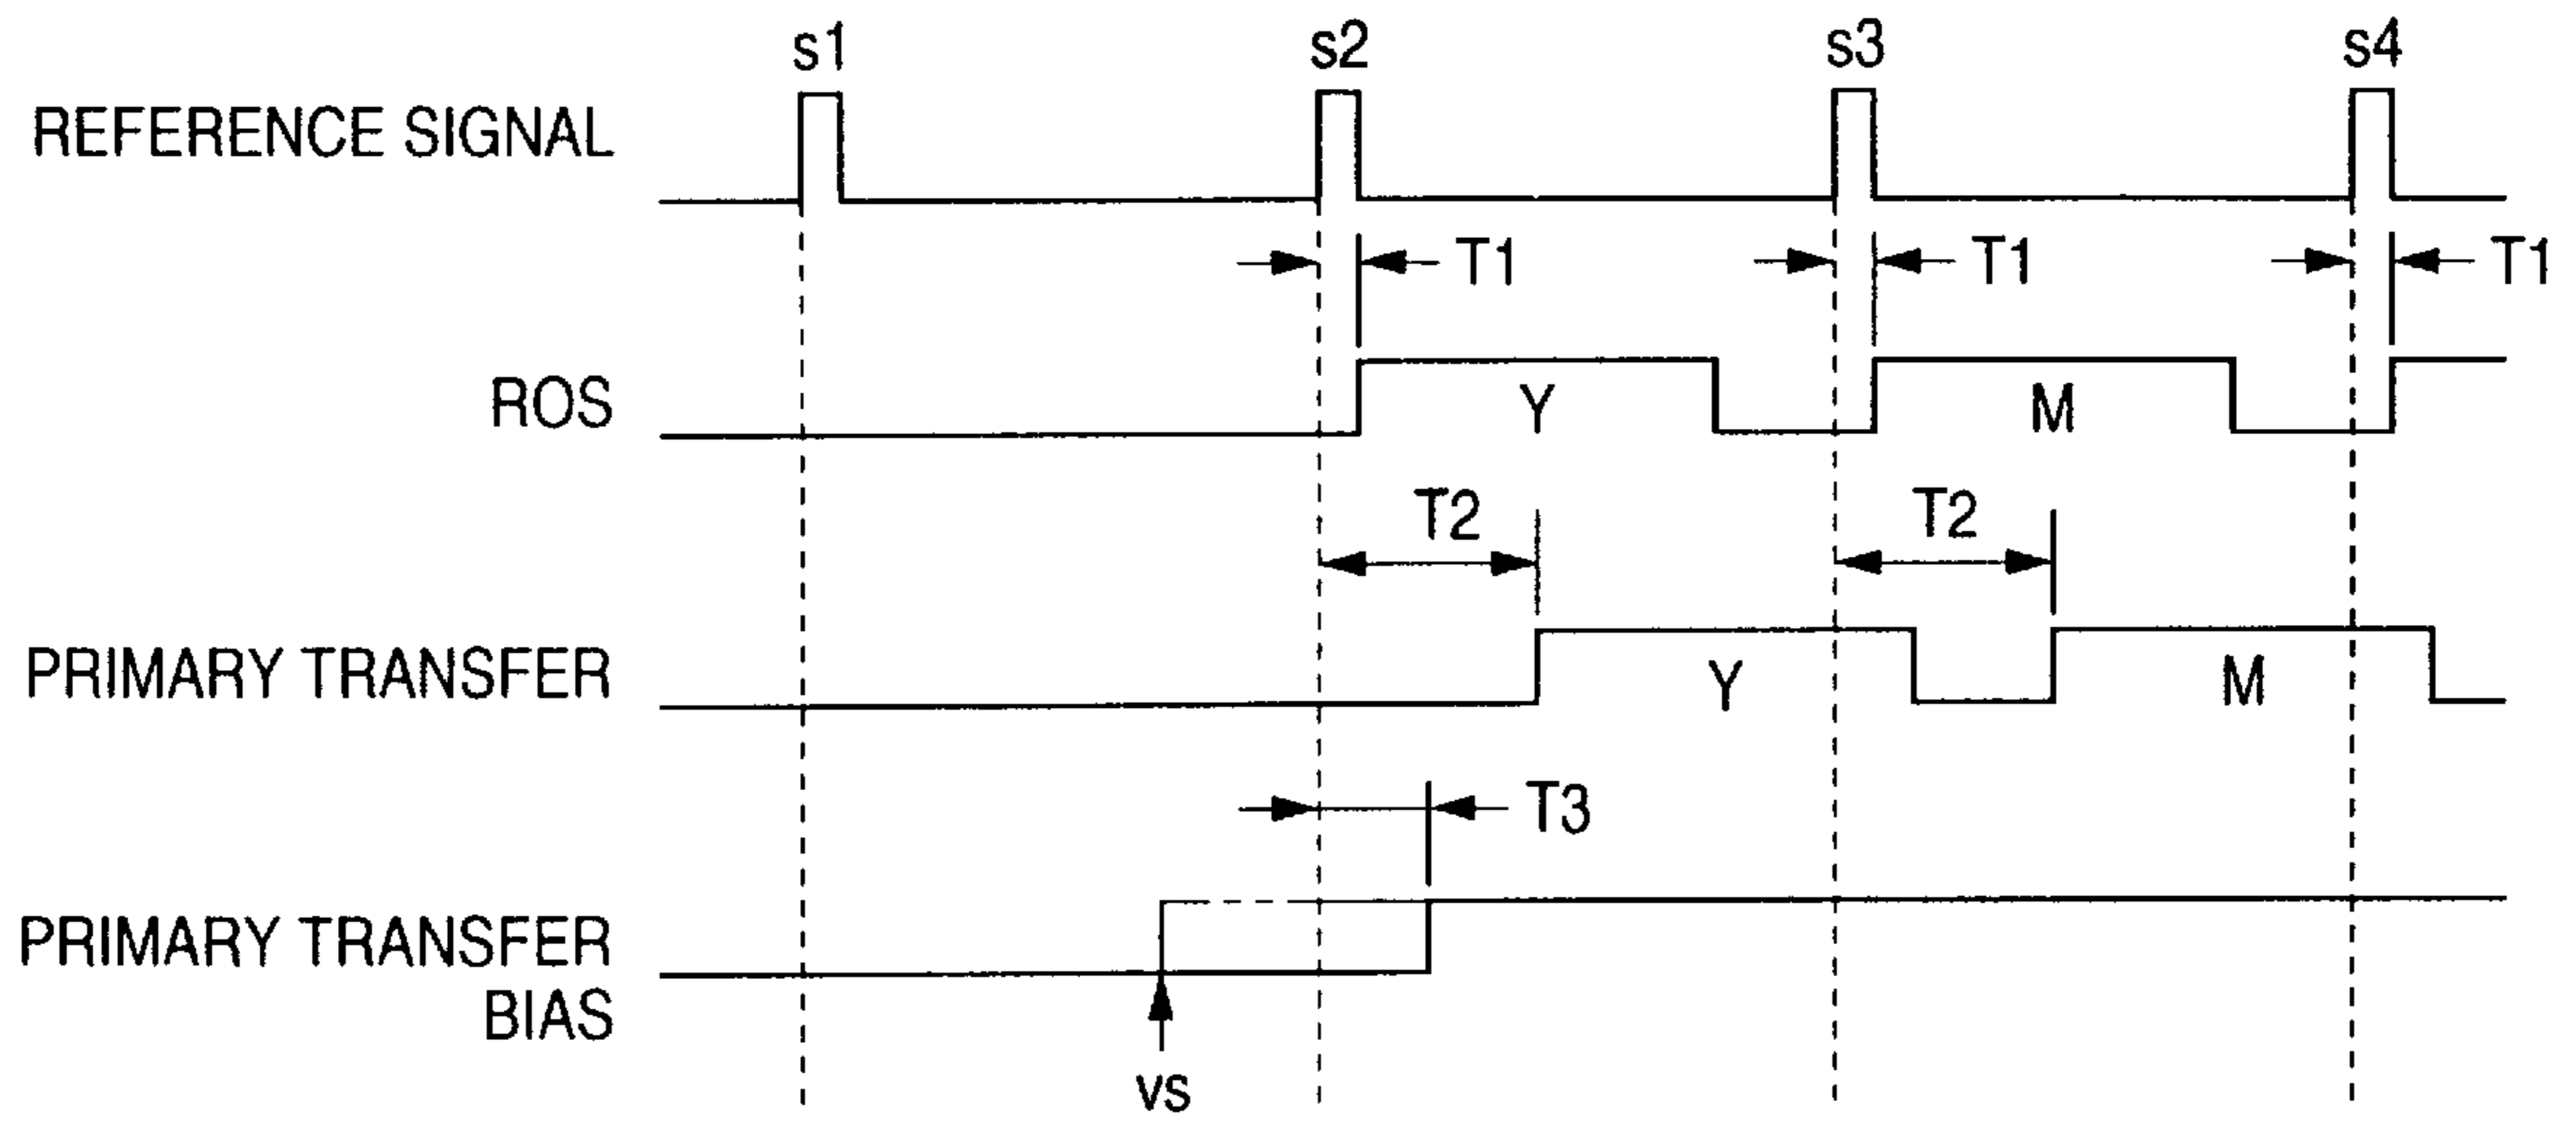 s1 s2 s3 s4
REFERENCE SIGNAL
T1 T1 T1
ROS
Y M
T2 T2
PRIMARY TRANSFER
Y M
T3
PRIMARY TRANSFER
BIAS
vs